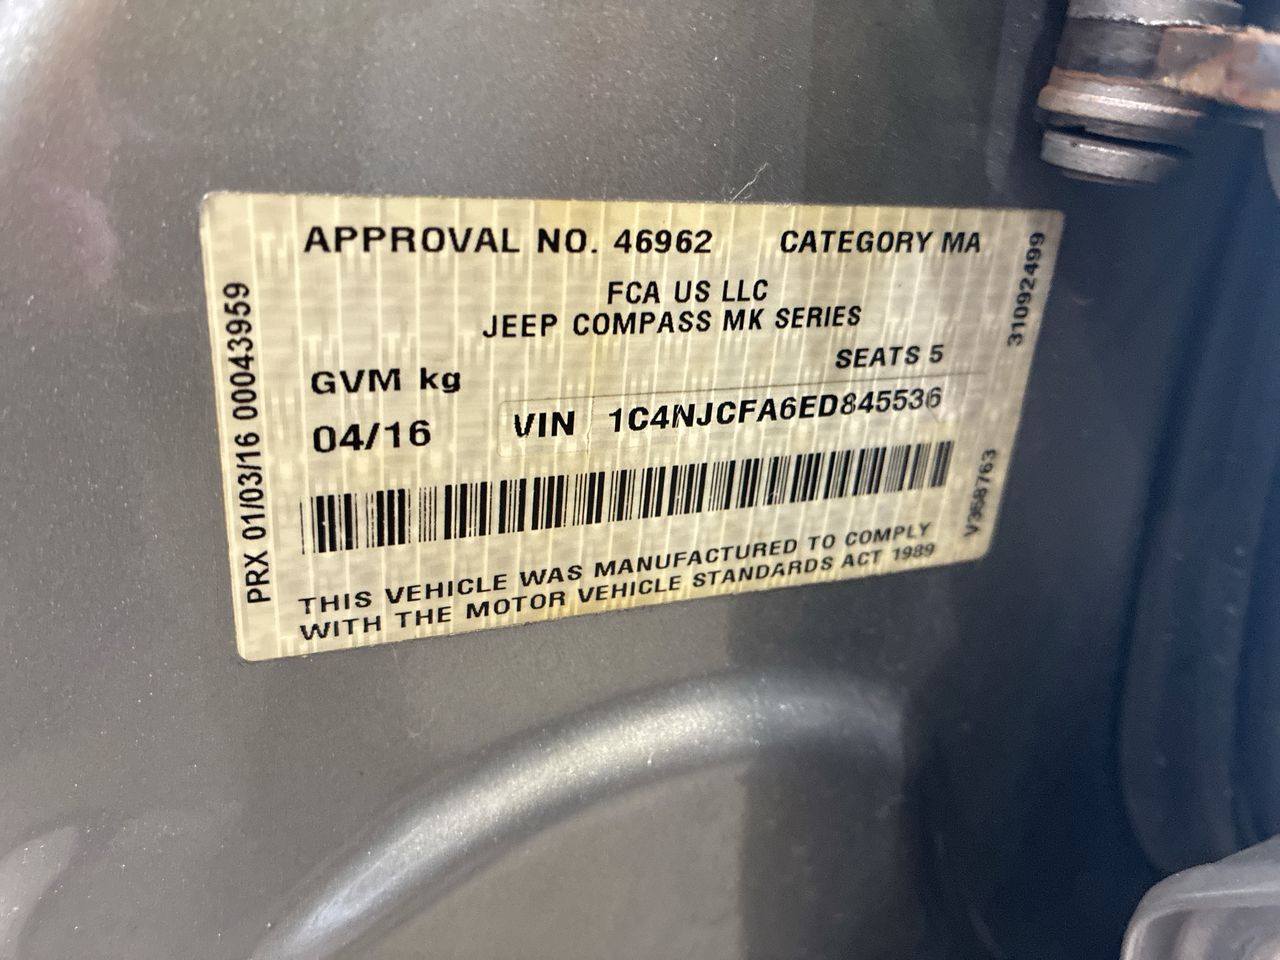 APPROVAL NO. 46962 CATEGORY MA
FCA US LLC
JEEP COMPASS MK SERIES
SEATS 5
GVM kg
04/16 VIN 1C4NJCFA6ED845536
THIS VEHICLE WAS MANUFACTURED TO COMPLY
WITH THE MOTOR VEHICLE STANDARDS ACT 1989
PRX 01/03/16 00043959
31092499
V368763